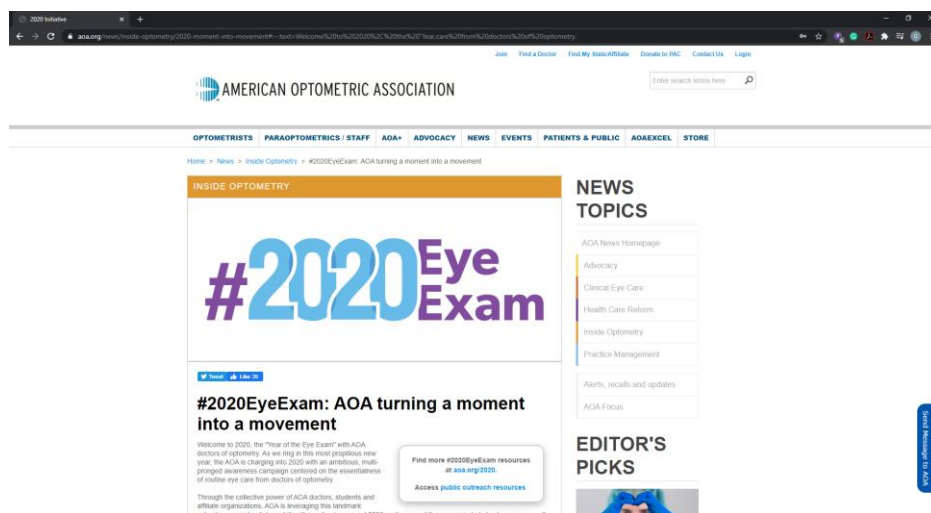 2020 Initiative
aoa.org/news/inside-optometry/2020-moment-into-movement#:~:text=Welcome%20to%202020%2C%20the%20"Year,care%20from%20doctors%20of%20optometry.
Join Find a Doctor Find My State/Affiliate Donate to PAC Contact Us Login
AMERICAN OPTOMETRIC ASSOCIATION
Enter search terms here
OPTOMETRISTS PARAOPTOMETRICS / STAFF AOA+ ADVOCACY NEWS EVENTS PATIENTS & PUBLIC AOAEXCEL STORE
Home > News > Inside Optometry > #2020EyeExam: AOA turning a moment into a movement
INSIDE OPTOMETRY
#2020 Eye
Exam
Tweet Like 20
#2020EyeExam: AOA turning a moment
into a movement
Welcome to 2020, the "Year of the Eye Exam" with AOA
doctors of optometry. As we ring in this most propitious new
year, the AOA is charging into 2020 with an ambitious, multi-
pronged awareness campaign centered on the essentialness
of routine eye care from doctors of optometry.
Through the collective power of AOA doctors, students and
affiliate organizations, AOA is leveraging this landmark
Find more #2020EyeExam resources
at aoa.org/2020.
Access public outreach resources
NEWS
TOPICS
AOA News Homepage
Advocacy
Clinical Eye Care
Health Care Reform
Inside Optometry
Practice Management
Alerts, recalls and updates
AOA Focus
EDITOR'S
PICKS
Send Message to AOA